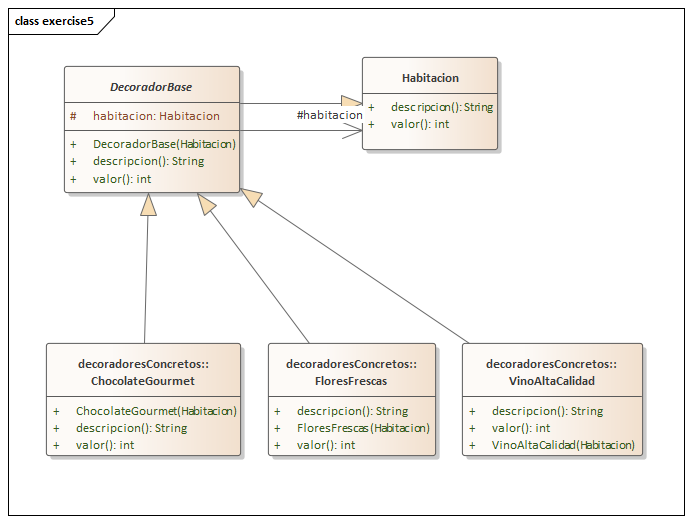 class exercise5
DecoradorBase
# habitacion: Habitacion
+ DecoradorBase(Habitacion)
+ descripcion(): String
+ valor(): int
#habitacion
Habitacion
+ descripcion(): String
+ valor(): int
decoradoresConcretos::
ChocolateGourmet
+ ChocolateGourmet(Habitacion)
+ descripcion(): String
+ valor(): int
decoradoresConcretos::
FloresFrescas
+ descripcion(): String
+ FloresFrescas(Habitacion)
+ valor(): int
decoradoresConcretos::
VinoAltaCalidad
+ descripcion(): String
+ valor(): int
+ VinoAltaCalidad(Habitacion)